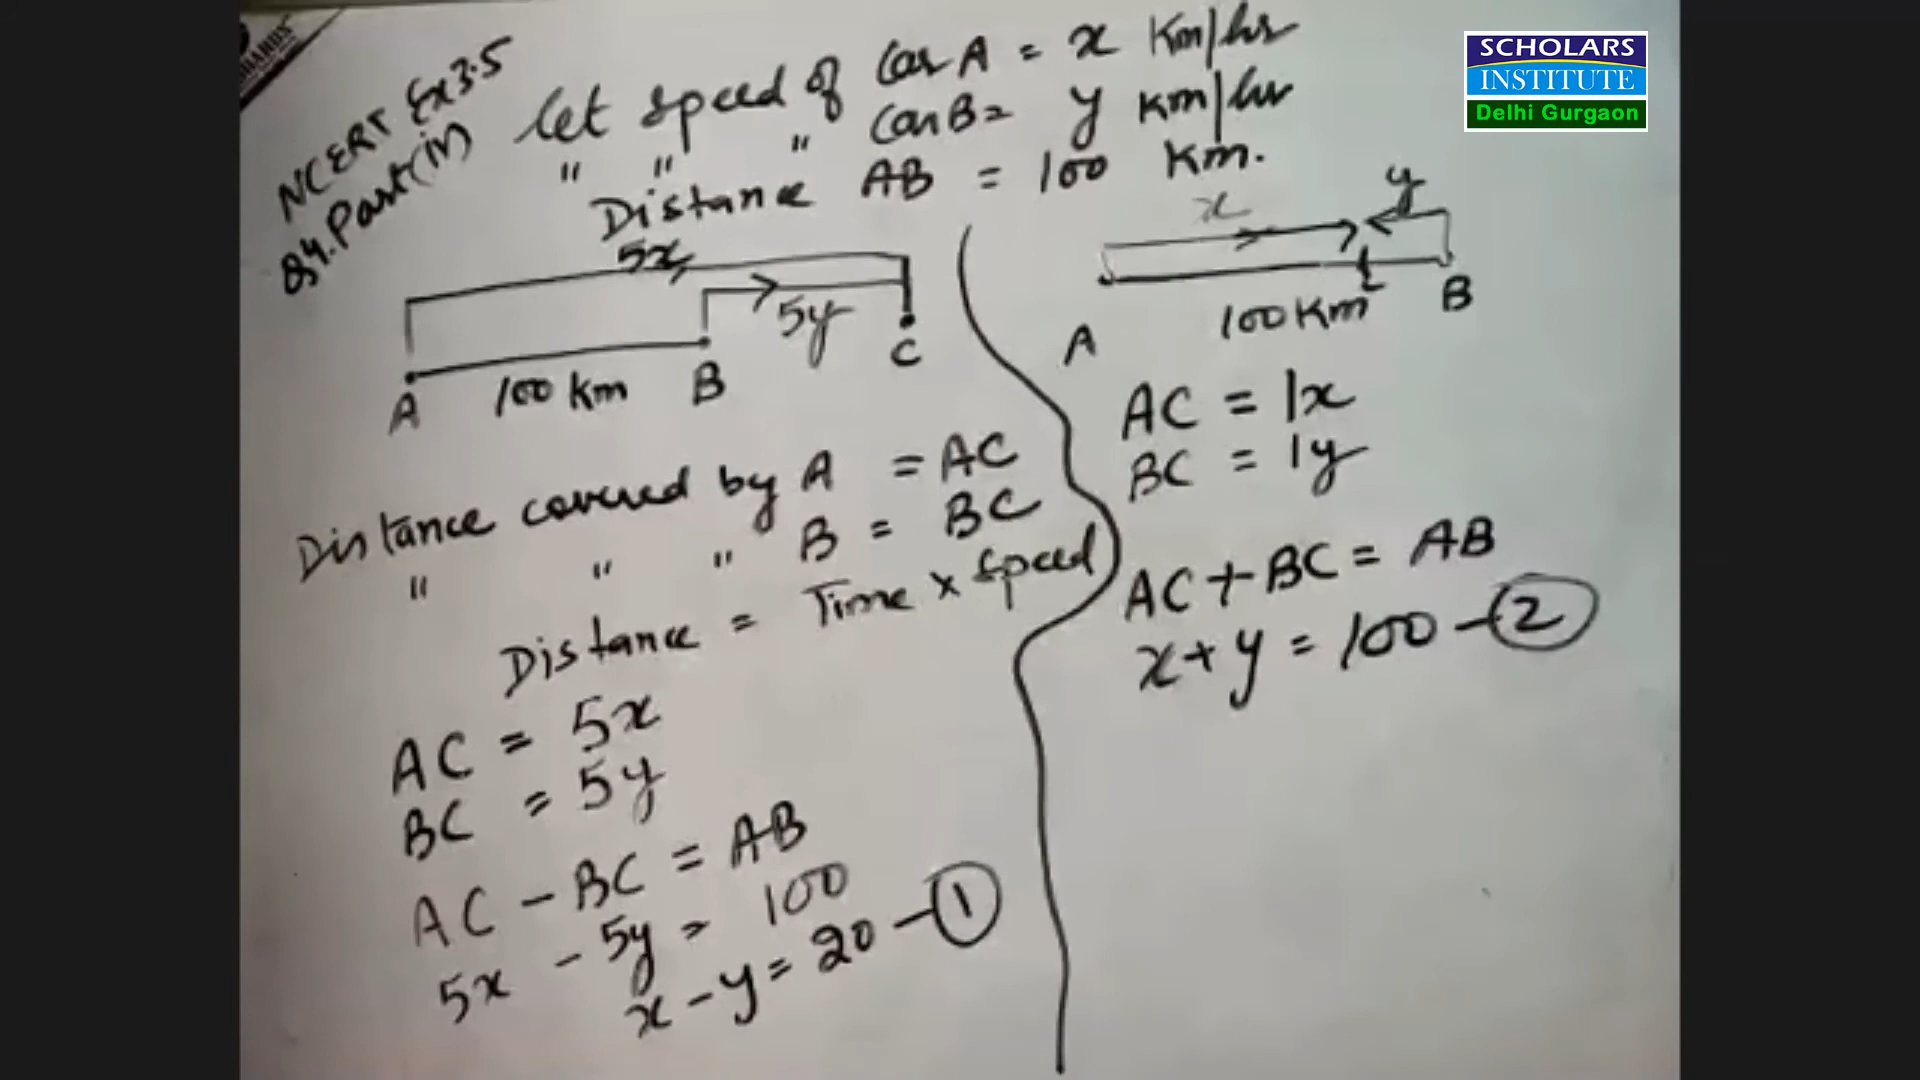 NCERT Ex3.5
Q4. Part(iv)
let speed of Car A = x Km/hr
" " " Car B = y Km/hr
Distance AB = 100 Km.
5x
5y
A 100 Km B C
x y
100 Km
A B
Distance covered by A = AC
" " " B = BC
Distance = Time × Speed
AC = 5x
BC = 5y
AC - BC = AB
5x - 5y = 100
x - y = 20 - 1
AC = 1x
BC = 1y
AC + BC = AB
x + y = 100 - 2
SCHOLARS
INSTITUTE
Delhi Gurgaon